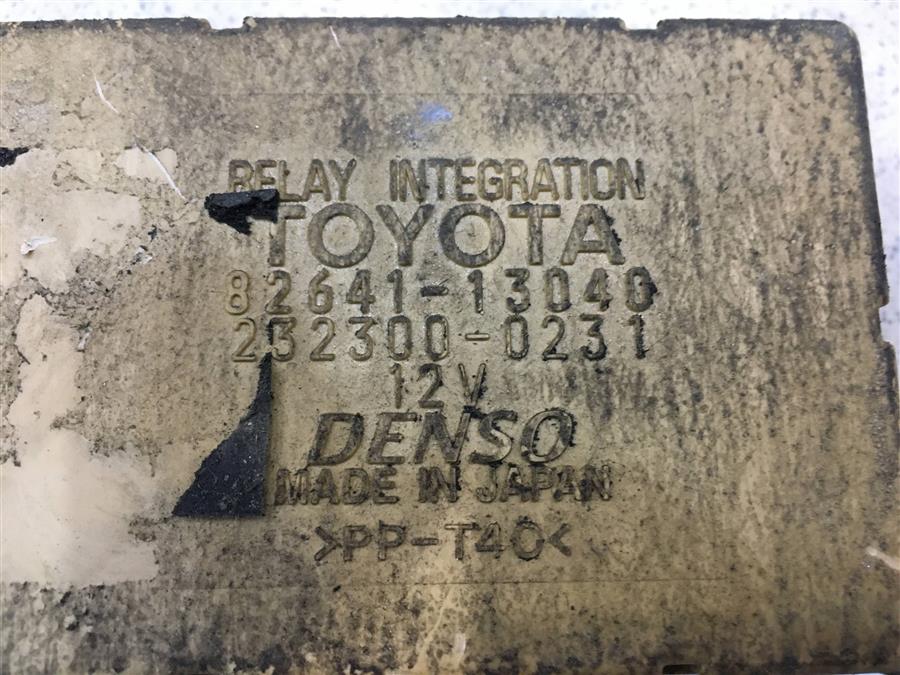 RELAY INTEGRATION
TOYOTA
82641-13040
232300-0231
12V
DENSO
MADE IN JAPAN
>PP-T40<